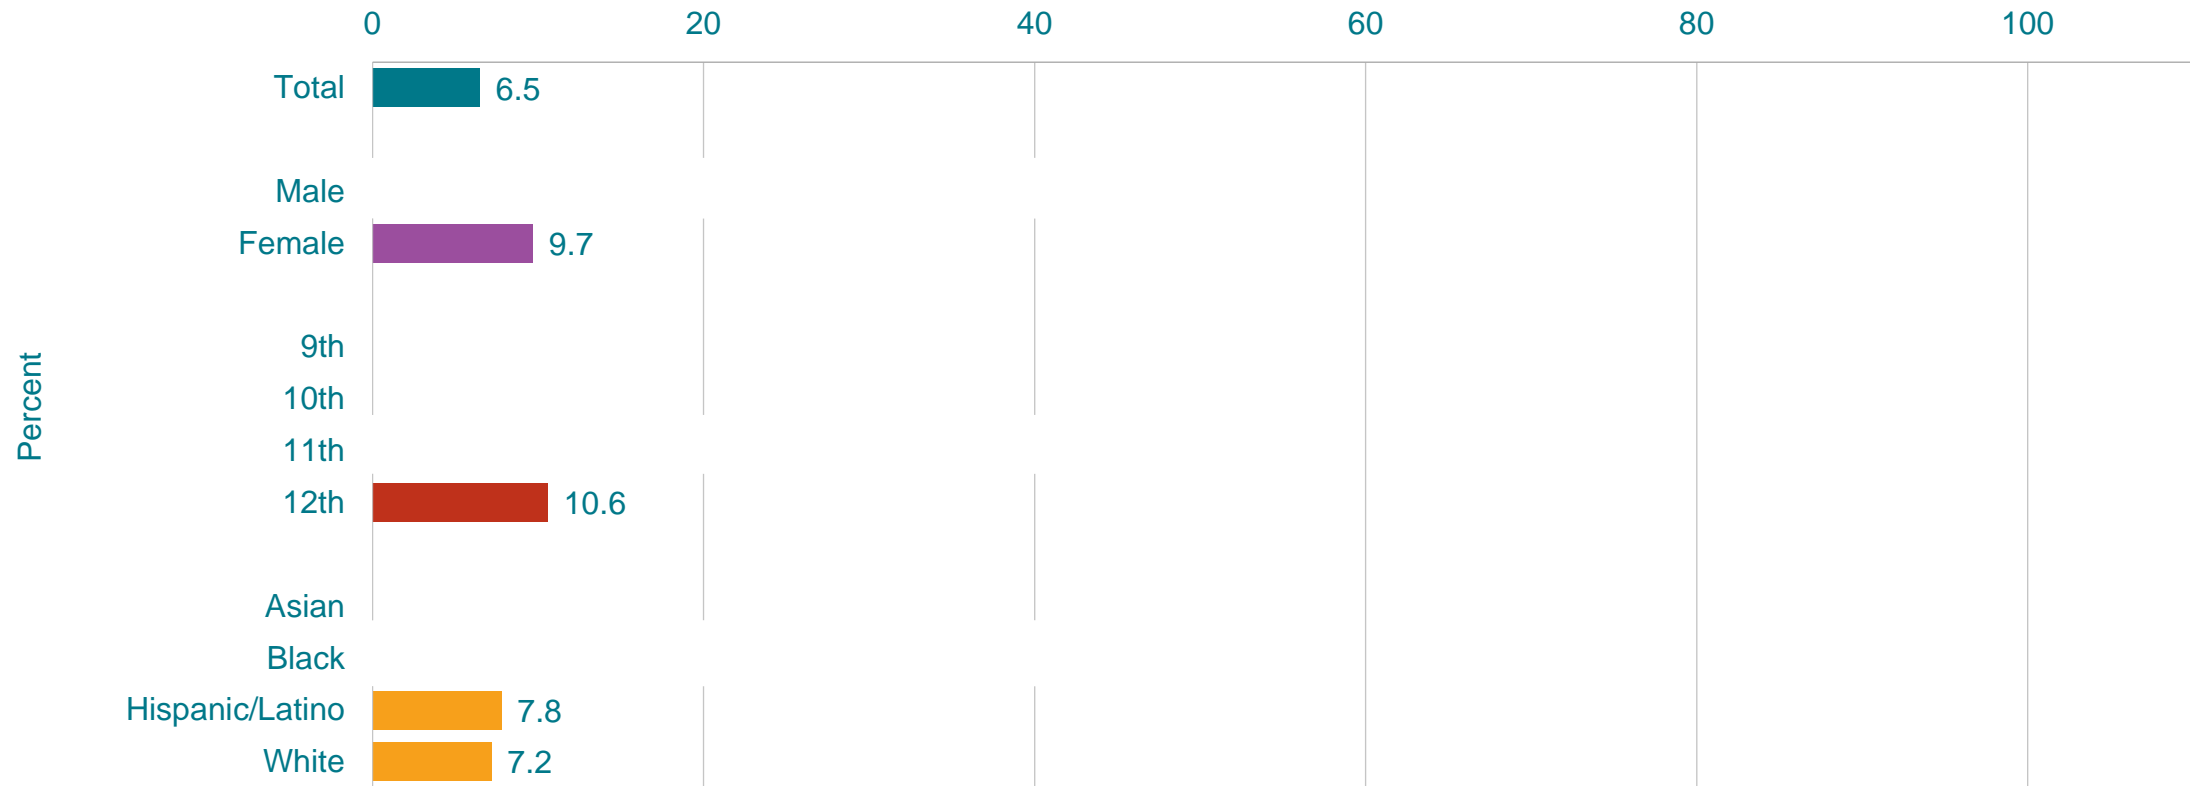 0 20 40 60 80 100
Total 6.5
Male
Female 9.7
9th
10th
11th
12th 10.6
Asian
Black
Hispanic/Latino 7.8
White 7.2
Percent